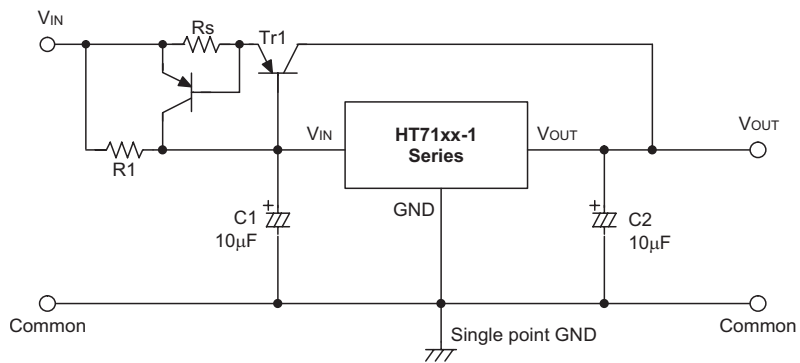 VIN
Rs
Tr1
VIN
HT71xx-1
Series
VOUT
VOUT
R1
GND
C1
10μF
C2
10μF
Common
Single point GND
Common